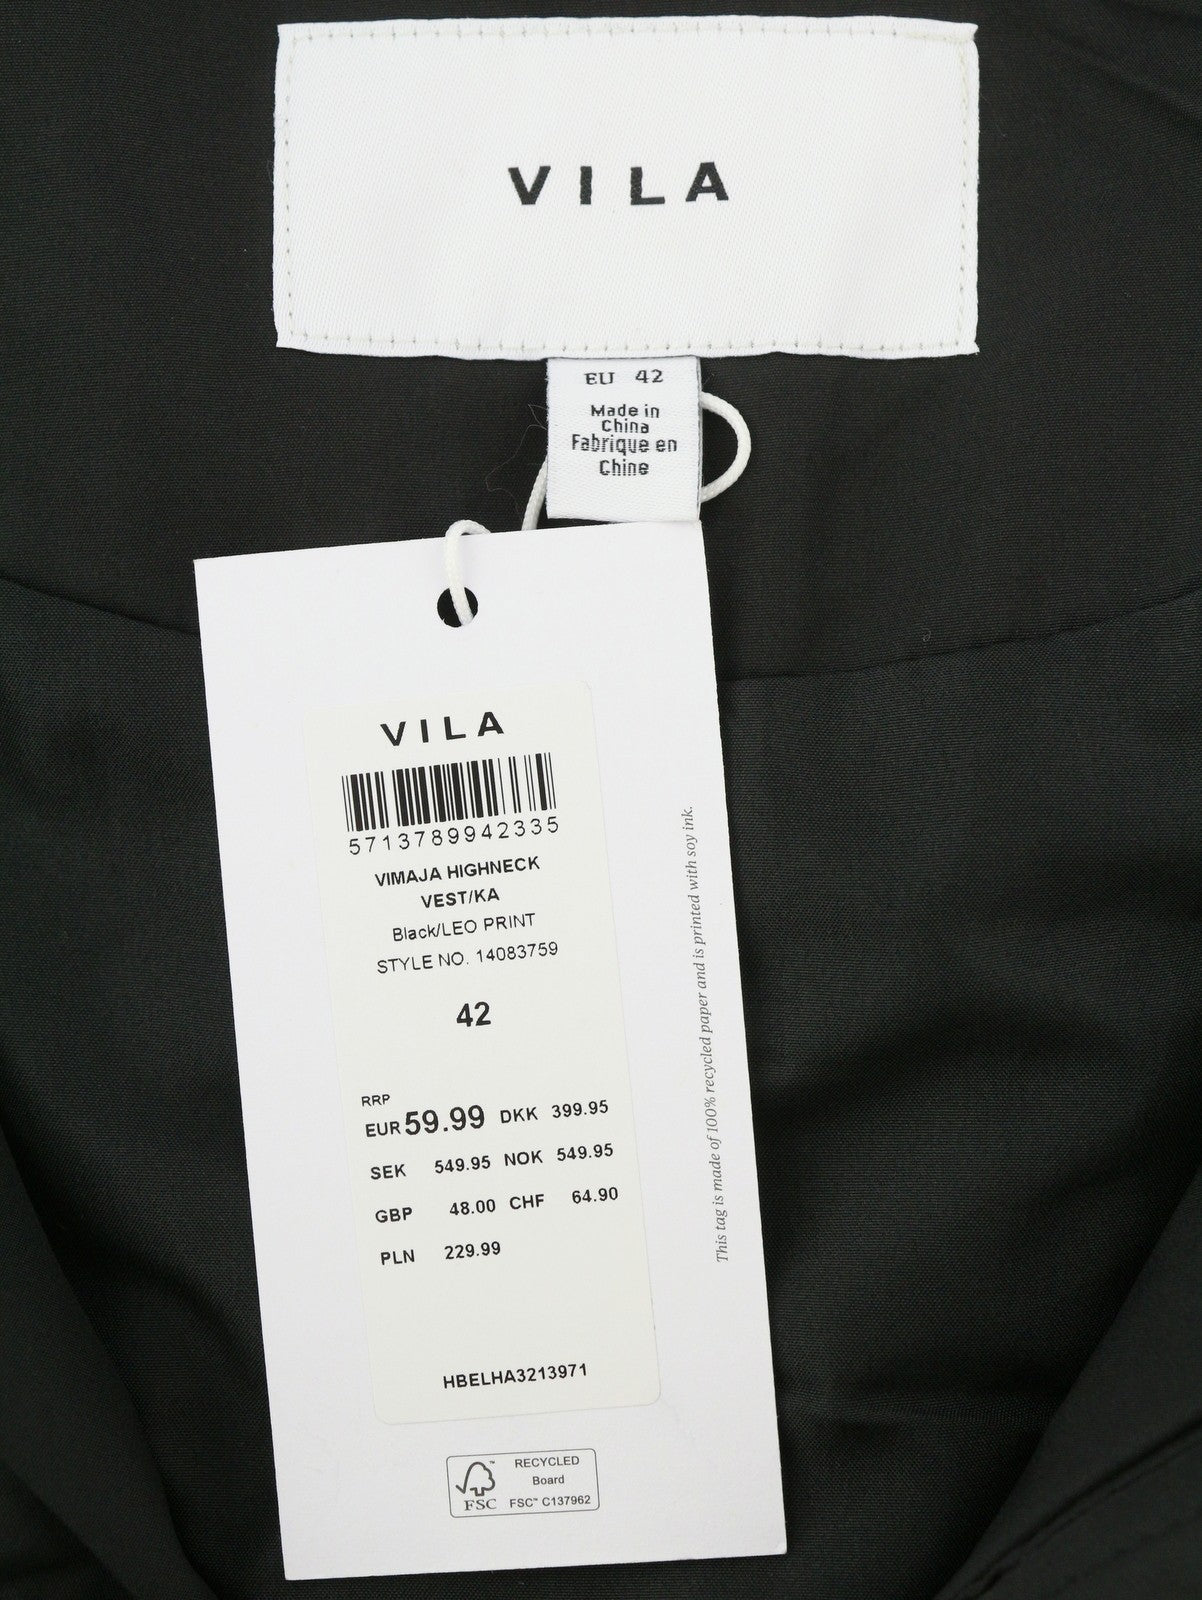 VILA
EU 42
Made in
China
Fabrique en
Chine
VILA
5713789942335
VIMAJA HIGHNECK
VEST/KA
Black/LEO PRINT
STYLE NO. 14083759
42
RRP
EUR 59.99 DKK 399.95
SEK 549.95 NOK 549.95
GBP 48.00 CHF 64.90
PLN 229.99
HBELHA3213971
This tag is made of 100% recycled paper and is printed with soy ink.
RECYCLED
Board
FSC™ C137962
FSC